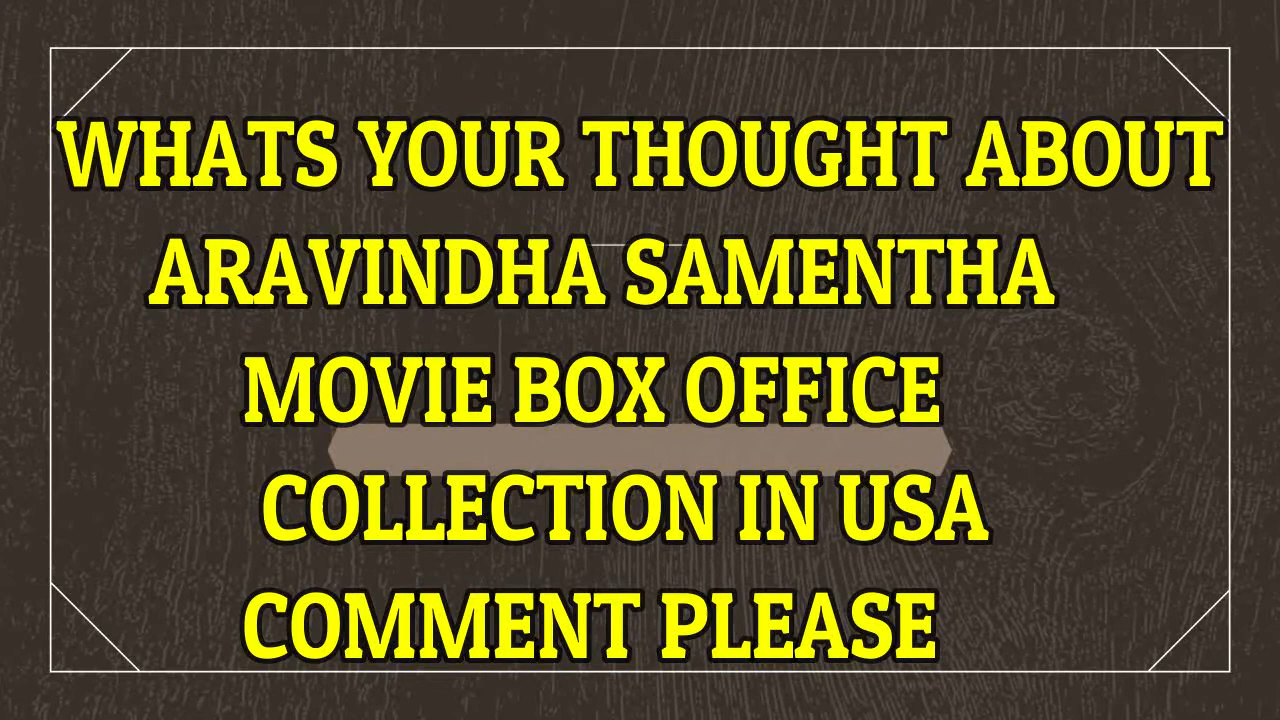 WHATS YOUR THOUGHT ABOUT
ARAVINDHA SAMENTHA
MOVIE BOX OFFICE
COLLECTION IN USA
COMMENT PLEASE